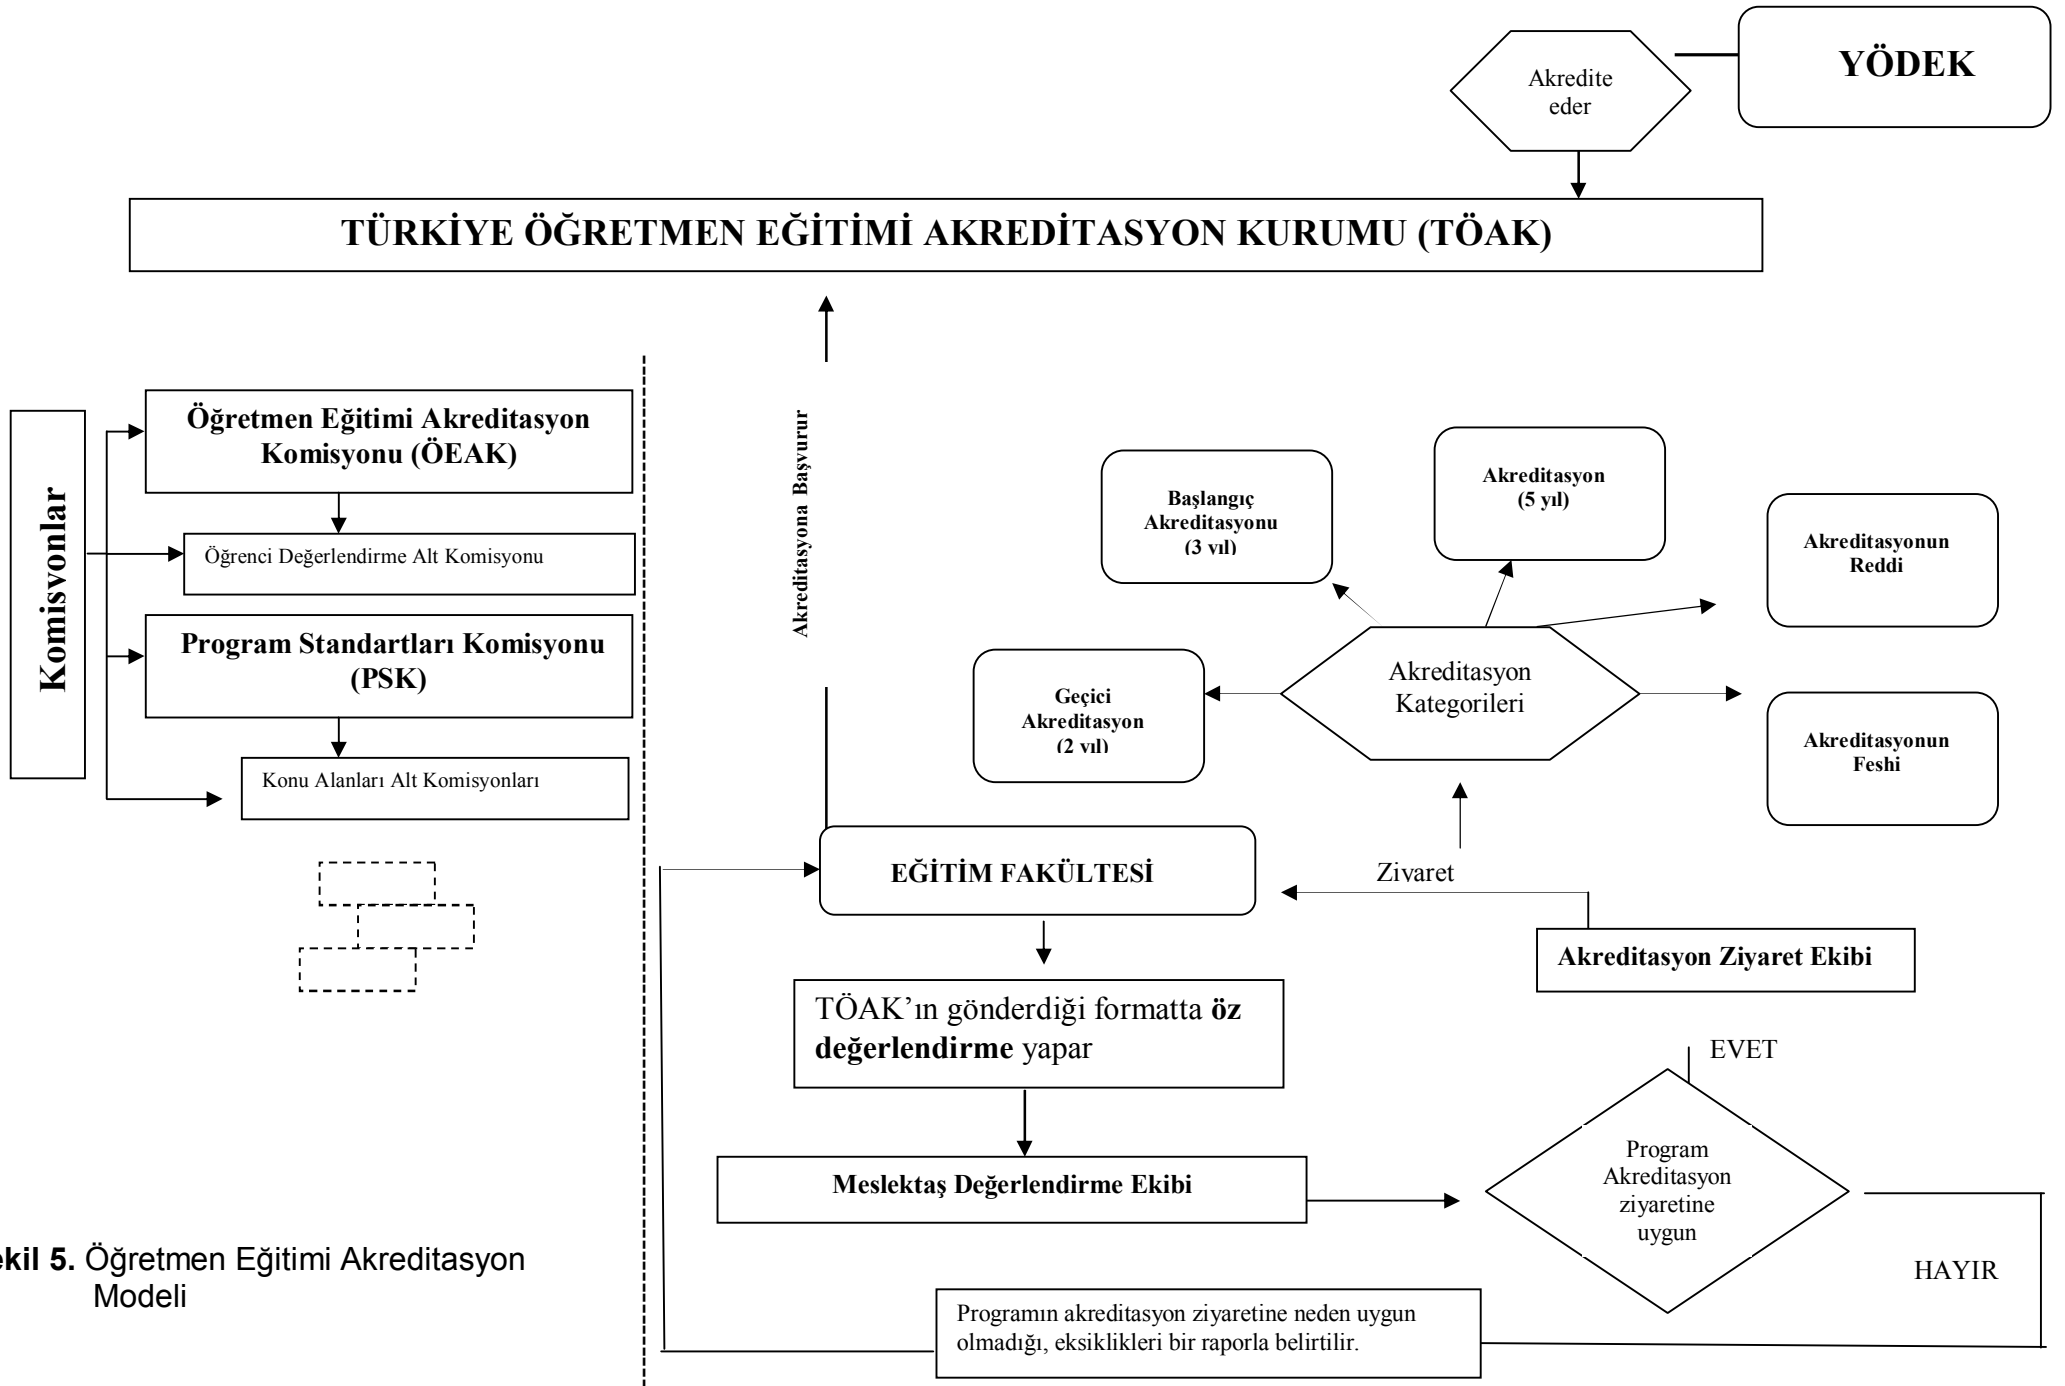 YÖDEK
Akredite
eder
TÜRKİYE ÖĞRETMEN EĞİTİMİ AKREDİTASYON KURUMU (TÖAK)
Komisvonlar
Öğretmen Eğitimi Akreditasyon
Komisyonu (ÖEAK)
Öğrenci Değerlendirme Alt Komisyonu
Program Standartları Komisyonu
(PSK)
Konu Alanları Alt Komisyonları
Akreditasyona Başvurur
Başlangıç
Akreditasyonu
(3 vıl)
Akreditasyon
(5 yıl)
Akreditasyonun
Reddi
Geçici
Akreditasyon
(2 vıl)
Akreditasyon
Kategorileri
Akreditasyonun
Feshi
EĞİTİM FAKÜLTESİ
Zivaret
Akreditasyon Ziyaret Ekibi
TÖAK’ın gönderdiği formatta öz
değerlendirme yapar
EVET
Meslektaş Değerlendirme Ekibi
Program
Akreditasyon
ziyaretine
uygun
HAYIR
Programın akreditasyon ziyaretine neden uygun
olmadığı, eksiklikleri bir raporla belirtilir.
ekil 5. Öğretmen Eğitimi Akreditasyon
Modeli